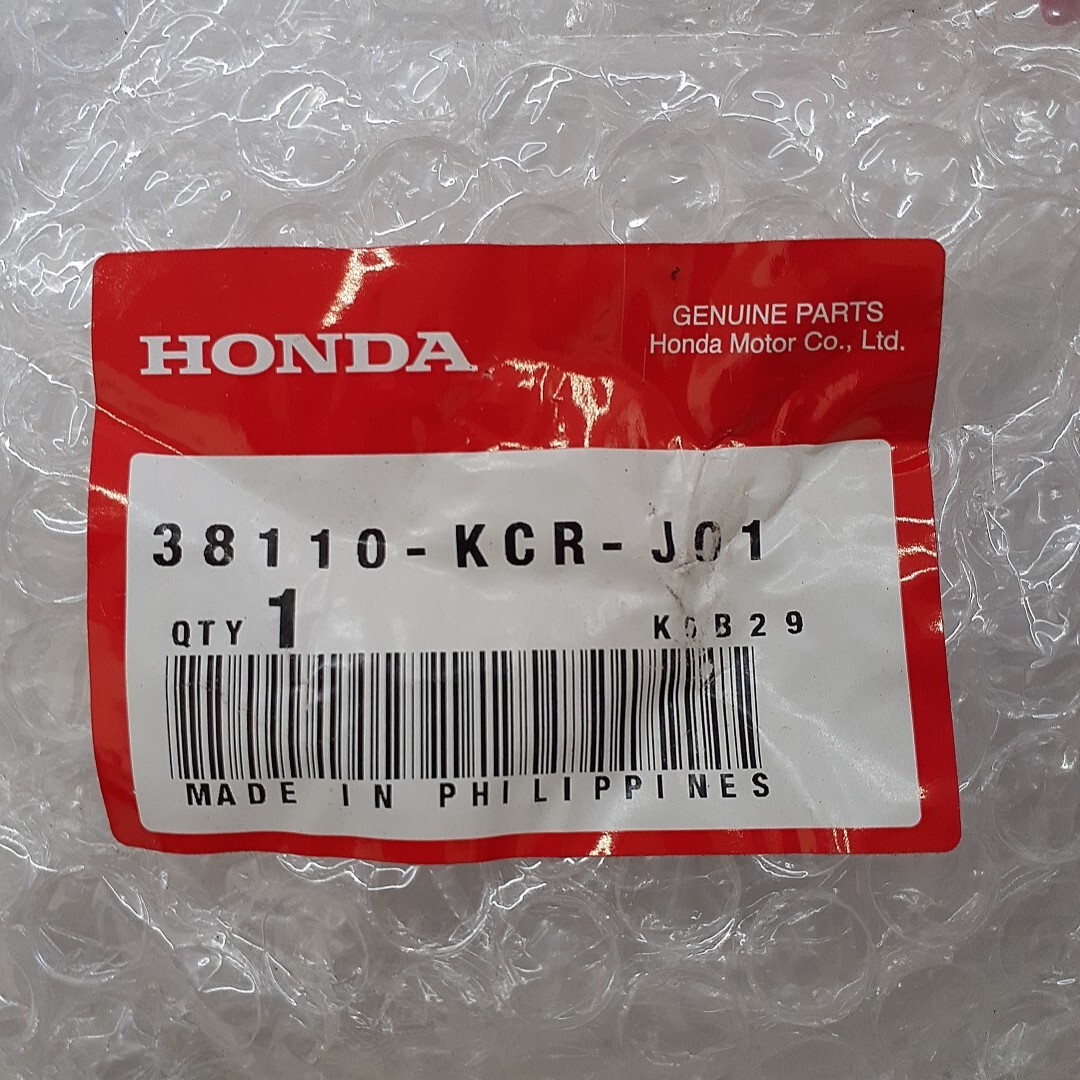 HONDA
GENUINE PARTS
Honda Motor Co., Ltd.
38110-KCR-J01
QTY 1
MADE IN PHILIPPINES